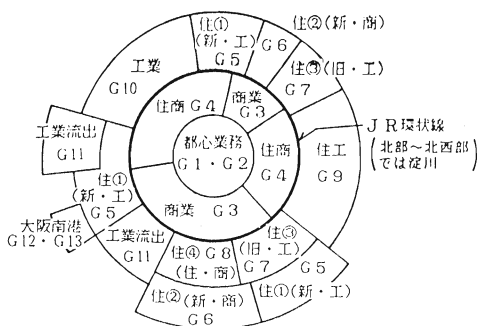 住①
(新・工)
G5
G6
住②(新・商)
住③(旧・工)
G7
工業
G10
住商 G4
商業
G3
都心業務
G1・G2
住商
G4
住工
G9
JR環状線
(北部〜北西部
では淀川)
工業流出
G11
住①
(新・工)
G5
大阪南港
G12・G13
工業流出
G11
商業 G3
住④ G8
(住・商)
住③
(旧・工)
G7
G5
住②(新・商)
G6
住①(新・工)